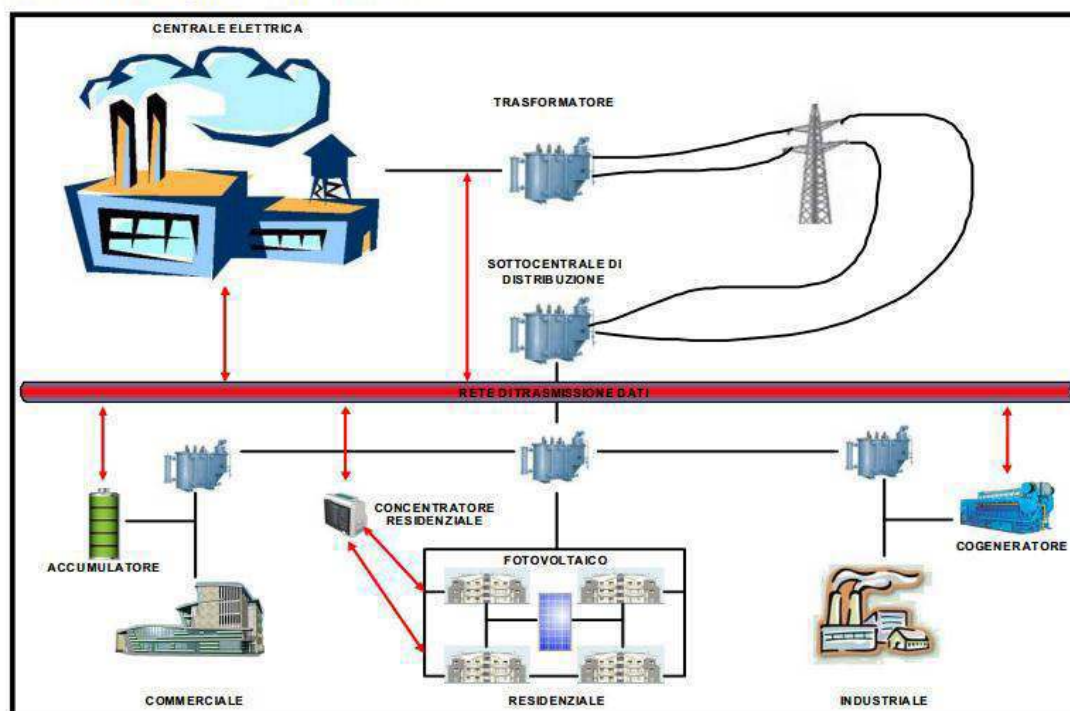 CENTRALE ELETTRICA
TRASFORMATORE
SOTTOCENTRALE DI
DISTRIBUZIONE
RETE DI TRASMISSIONE DATI
CONCENTRATORE
RESIDENZIALE
ACCUMULATORE
FOTOVOLTAICO
COGENERATORE
COMMERCIALE
RESIDENZIALE
INDUSTRIALE